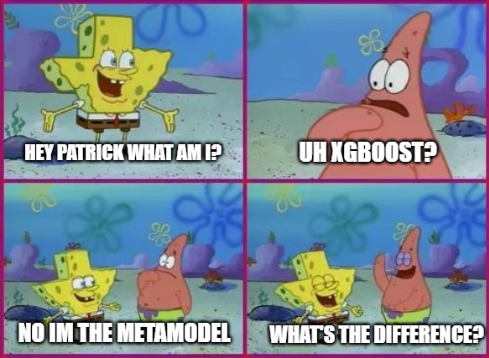 HEY PATRICK WHAT AM I?
UH XGBOOST?
NO IM THE METAMODEL
WHAT'S THE DIFFERENCE?